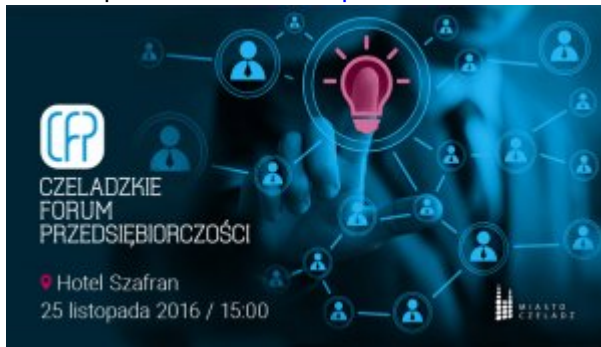 CFP
CZELADZKIE
FORUM
PRZEDSIĘBIORCZOŚCI
Hotel Szafran
25 listopada 2016 / 15:00
MIASTO
CZELADŹ